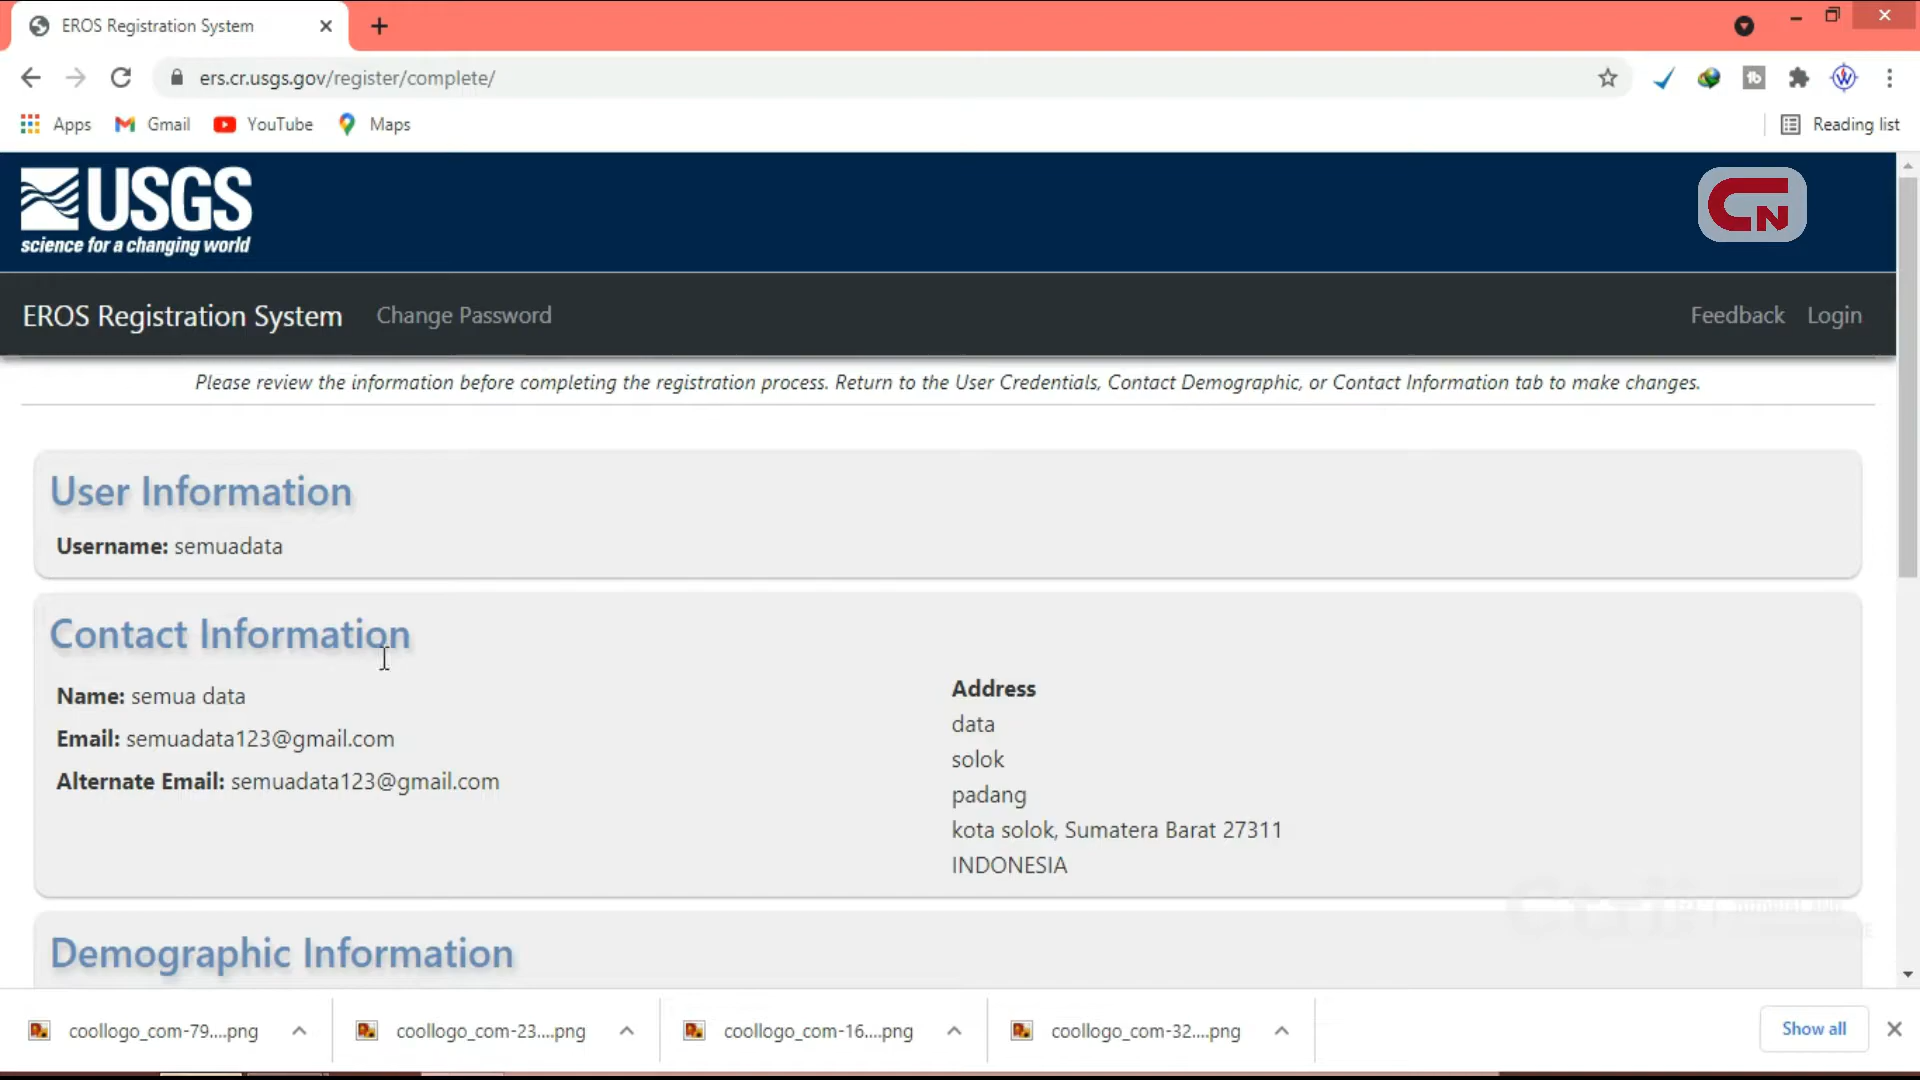 EROS Registration System
ers.cr.usgs.gov/register/complete/
Apps Gmail YouTube Maps Reading list
USGS
science for a changing world
CN
EROS Registration System Change Password Feedback Login
Please review the information before completing the registration process. Return to the User Credentials, Contact Demographic, or Contact Information tab to make changes.
User Information
Username: semuadata
Contact Information
Name: semua data
Email: semuadata123@gmail.com
Alternate Email: semuadata123@gmail.com
Address
data
solok
padang
kota solok, Sumatera Barat 27311
INDONESIA
Demographic Information
coollogo_com-79....png coollogo_com-23....png coollogo_com-16....png coollogo_com-32....png Show all